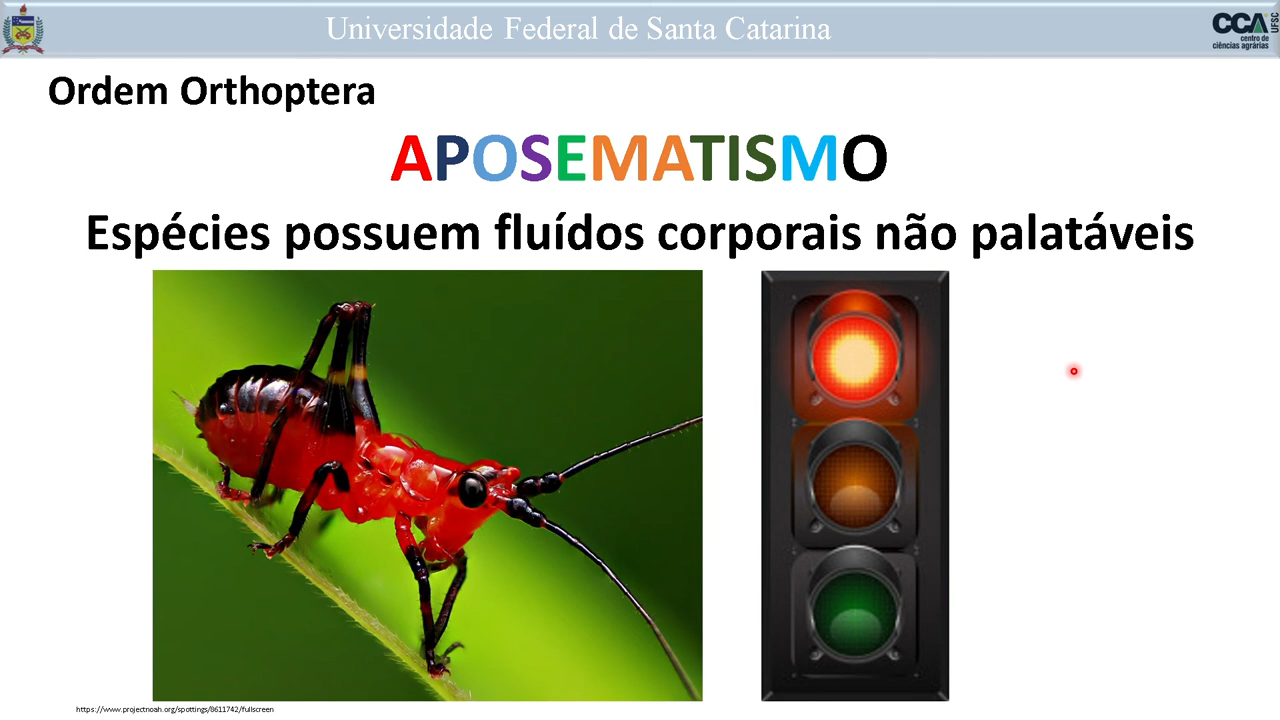 Universidade Federal de Santa Catarina
CCA
UFSC
centro de
ciências agrárias
Ordem Orthoptera
APOSEMATISMO
Espécies possuem fluídos corporais não palatáveis
https://www.projectnoah.org/spottings/8611742/fullscreen